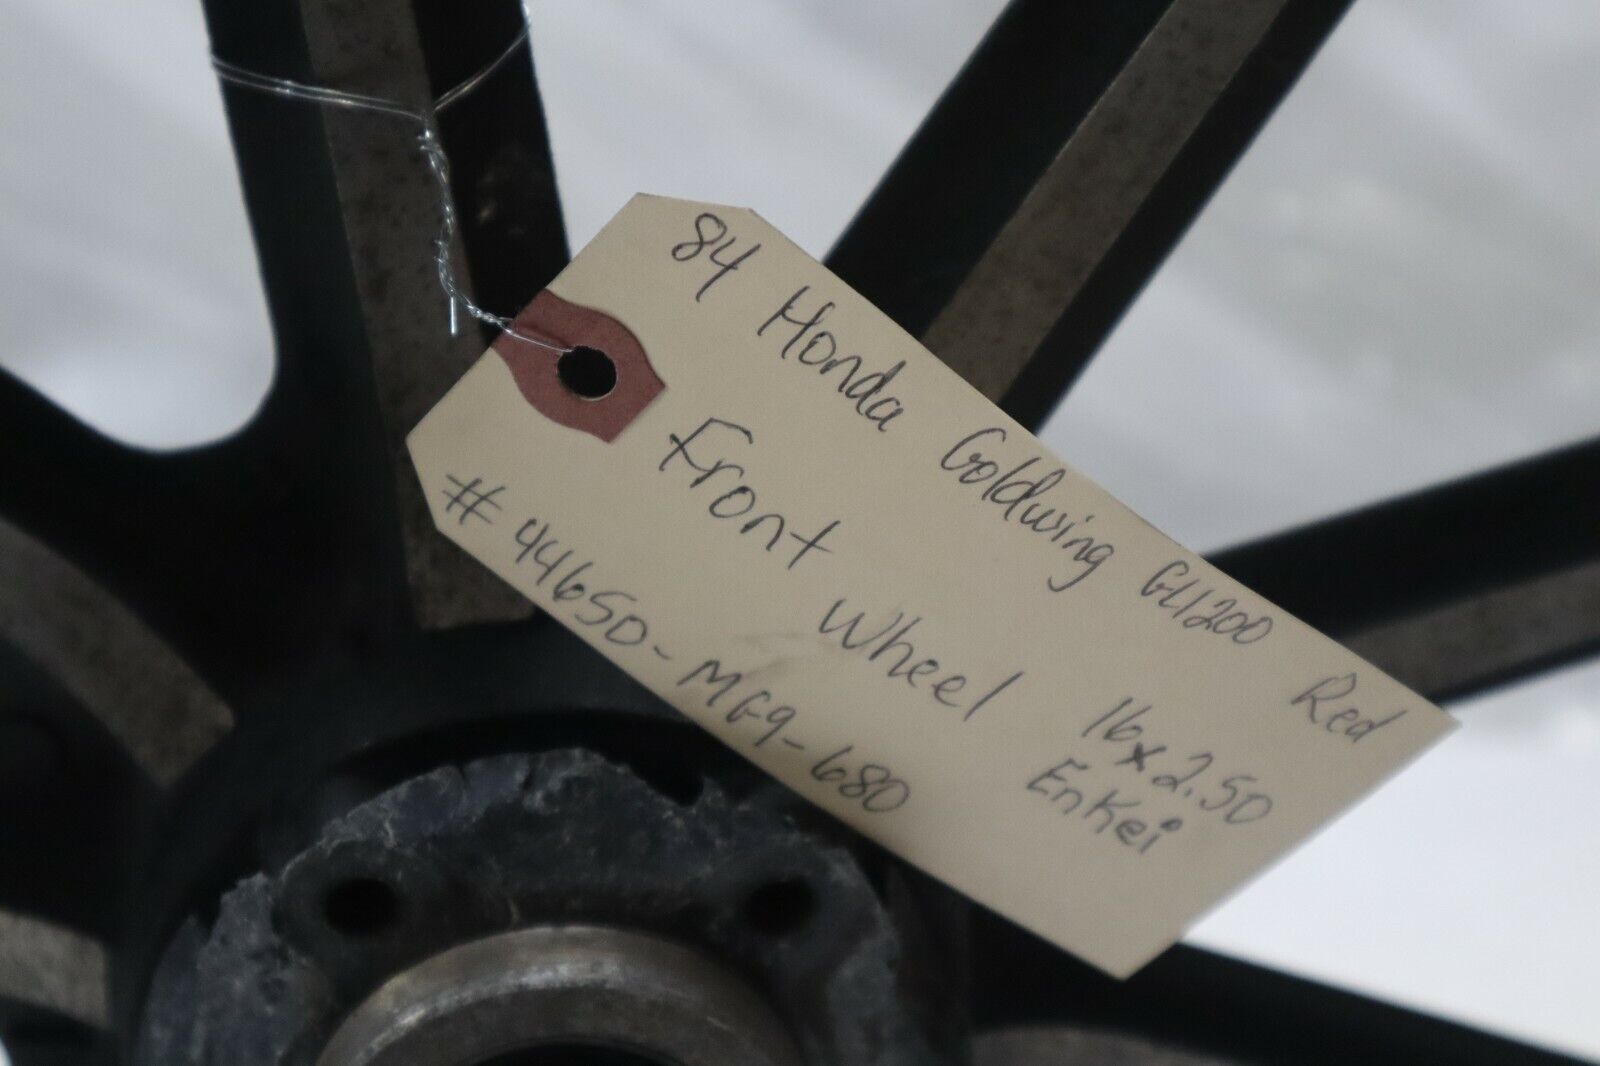 84 Honda Goldwing GL1200 Red
Front Wheel 16x2.50
Enkei
#44650-MG9-680